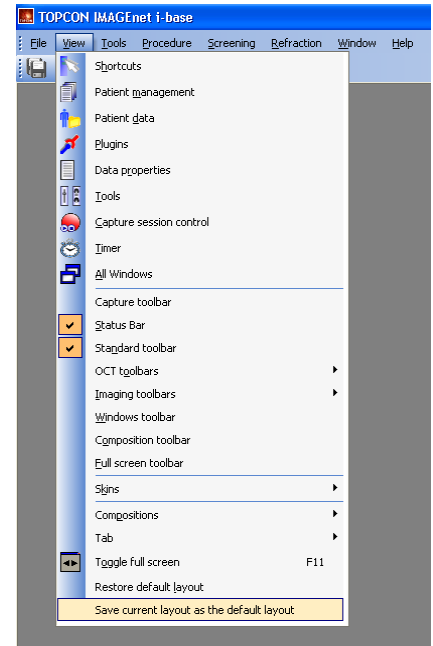 TOPCON IMAGEnet i-base
File View Tools Procedure Screening Refraction Window Help
Shortcuts
Patient management
Patient data
Plugins
Data properties
Tools
Capture session control
Timer
All Windows
Capture toolbar
Status Bar
Standard toolbar
OCT toolbars
Imaging toolbars
Windows toolbar
Composition toolbar
Full screen toolbar
Skins
Compositions
Tab
Toggle full screen F11
Restore default layout
Save current layout as the default layout